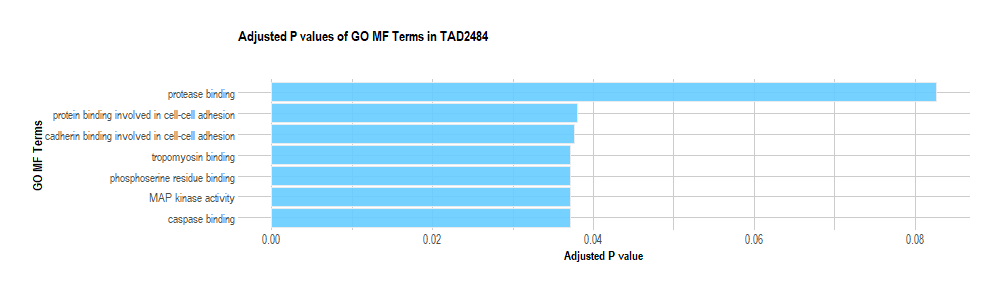 Adjusted P values of GO MF Terms in TAD2484
GO MF Terms
protease binding
protein binding involved in cell-cell adhesion
cadherin binding involved in cell-cell adhesion
tropomyosin binding
phosphoserine residue binding
MAP kinase activity
caspase binding
0.00 0.02 0.04 0.06 0.08
Adjusted P value